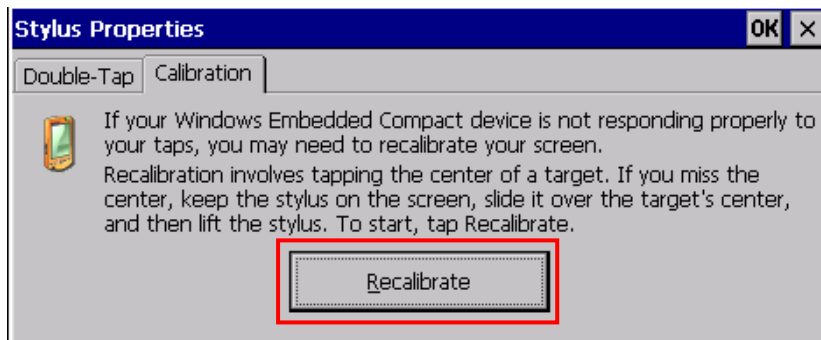 Stylus Properties OK ×
Double-Tap Calibration
If your Windows Embedded Compact device is not responding properly to
your taps, you may need to recalibrate your screen.
Recalibration involves tapping the center of a target. If you miss the
center, keep the stylus on the screen, slide it over the target's center,
and then lift the stylus. To start, tap Recalibrate.
Recalibrate